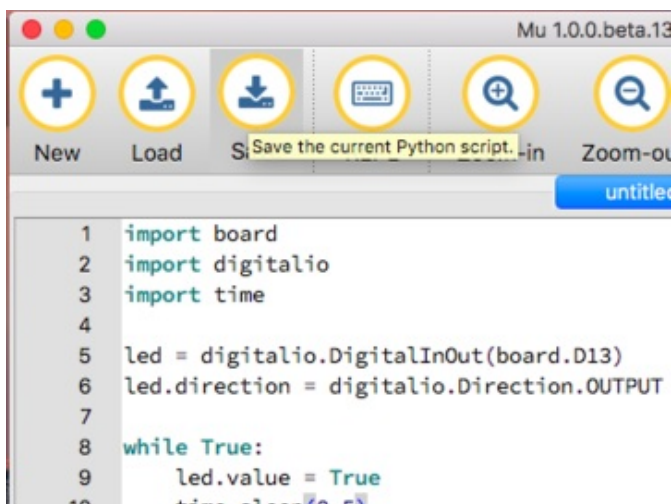 Mu 1.0.0.beta.13
New Load Save the current Python script. -in Zoom-ou
untitled
1 import board
2 import digitalio
3 import time
4
5 led = digitalio.DigitalInOut(board.D13)
6 led.direction = digitalio.Direction.OUTPUT
7
8 while True:
9 led.value = True